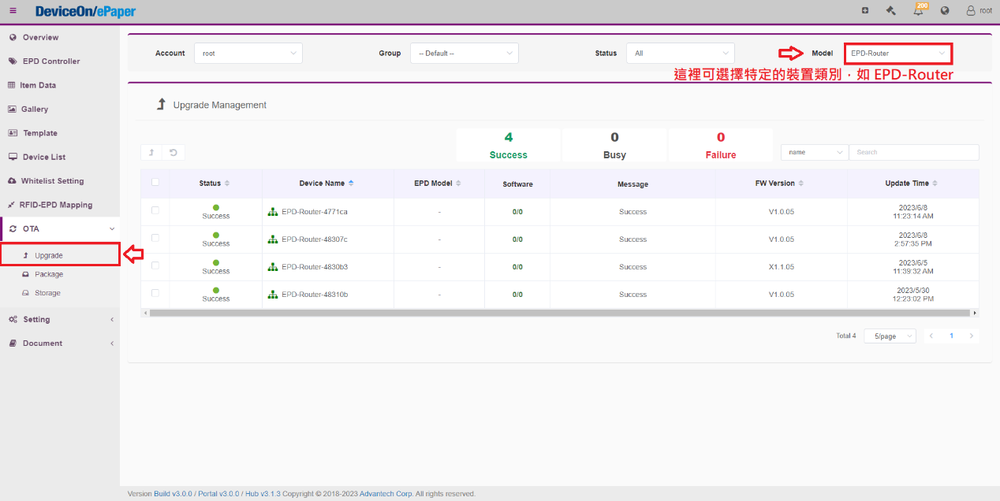 DeviceOn/ePaper
200
root
Overview
EPD Controller
Item Data
Gallery
Template
Device List
Whitelist Setting
RFID-EPD Mapping
OTA
Upgrade
Package
Storage
Setting
Document
Account root Group -- Default -- Status All Model EPD-Router
這裡可選擇特定的裝置類別，如 EPD-Router
Upgrade Management
4 0 0
Success Busy Failure
name Search
Status Device Name EPD Model Software Message FW Version Update Time
Success EPD-Router-4771ca - 0/0 Success V1.0.05 2023/6/8
11:23:14 AM
Success EPD-Router-48307c - 0/0 Success V1.0.05 2023/6/8
2:57:35 PM
Success EPD-Router-4830b3 - 0/0 Success X1.1.05 2023/6/5
11:39:32 AM
Success EPD-Router-48310b - 0/0 Success V1.0.05 2023/5/30
12:23:02 PM
Total 4 5/page 1
Version Build v3.0.0 / Portal v3.0.0 / Hub v3.1.3 Copyright © 2018-2023 Advantech Corp. All rights reserved.